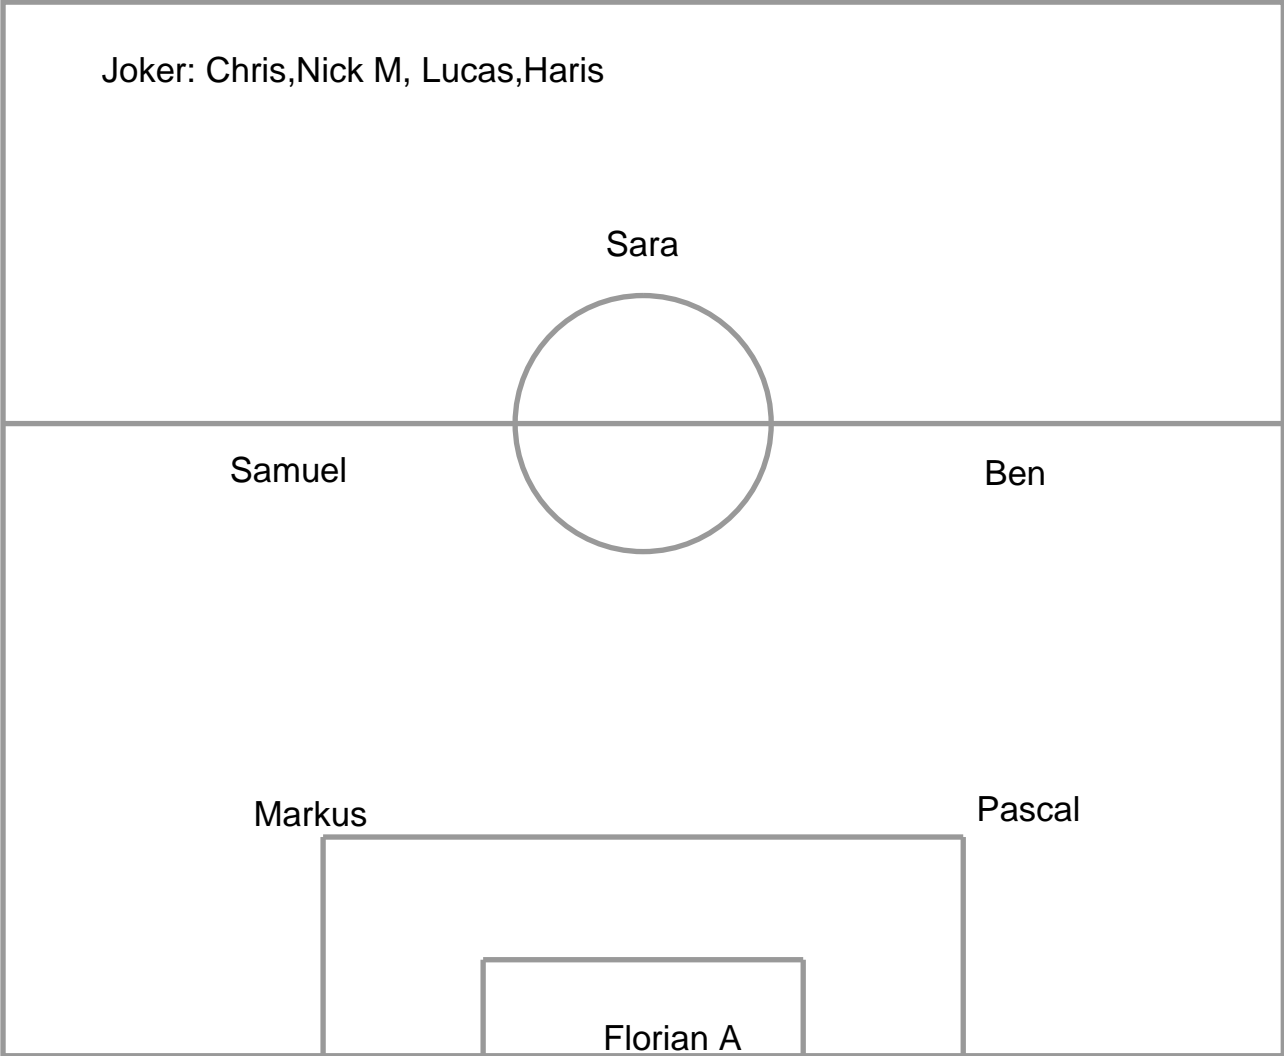 Joker: Chris,Nick M, Lucas,Haris
Sara
Samuel
Ben
Markus
Pascal
Florian A